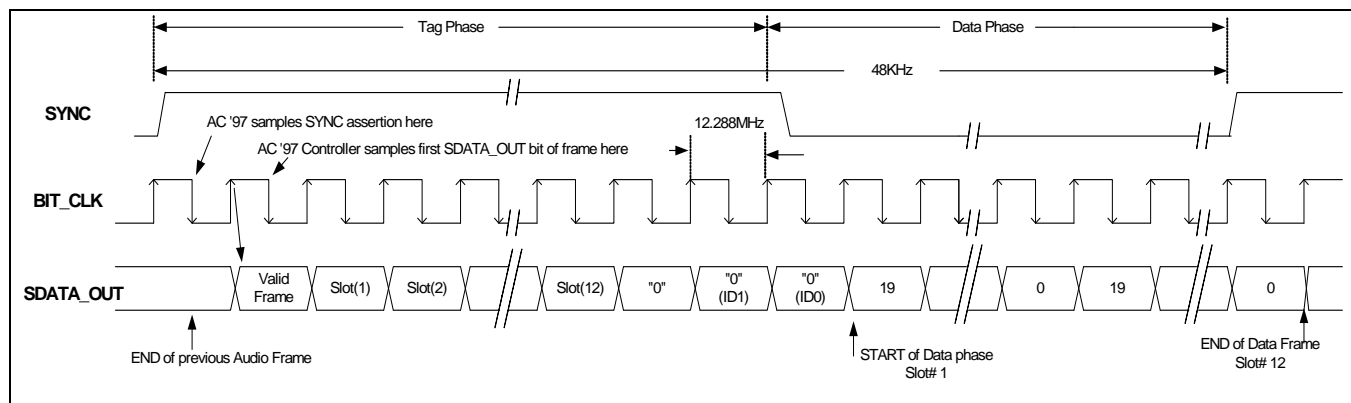 Tag Phase
Data Phase
48KHz
SYNC
AC '97 samples SYNC assertion here
12.288MHz
AC '97 Controller samples first SDATA_OUT bit of frame here
BIT_CLK
SDATA_OUT
Valid
Frame
Slot(1)
Slot(2)
Slot(12)
"0"
"0"
(ID1)
"0"
(ID0)
19
0
19
0
END of previous Audio Frame
START of Data phase
Slot# 1
END of Data Frame
Slot# 12